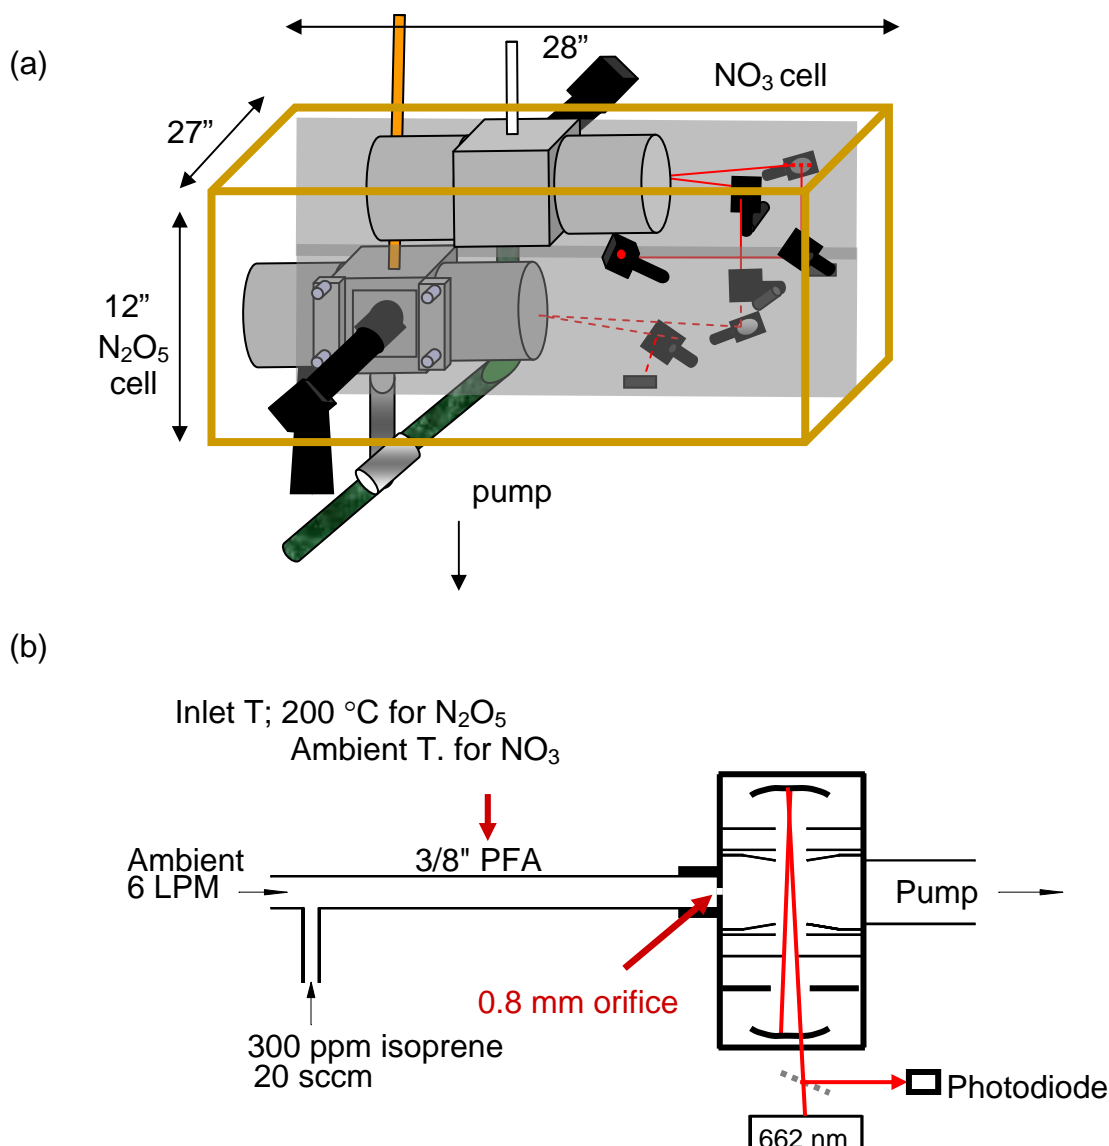 (a)
28”
NO₃ cell
27”
12”
N₂O₅
cell
pump
(b)
Inlet T; 200 °C for N₂O₅
Ambient T. for NO₃
3/8" PFA
Ambient
6 LPM
Pump
0.8 mm orifice
300 ppm isoprene
20 sccm
Photodiode
662 nm